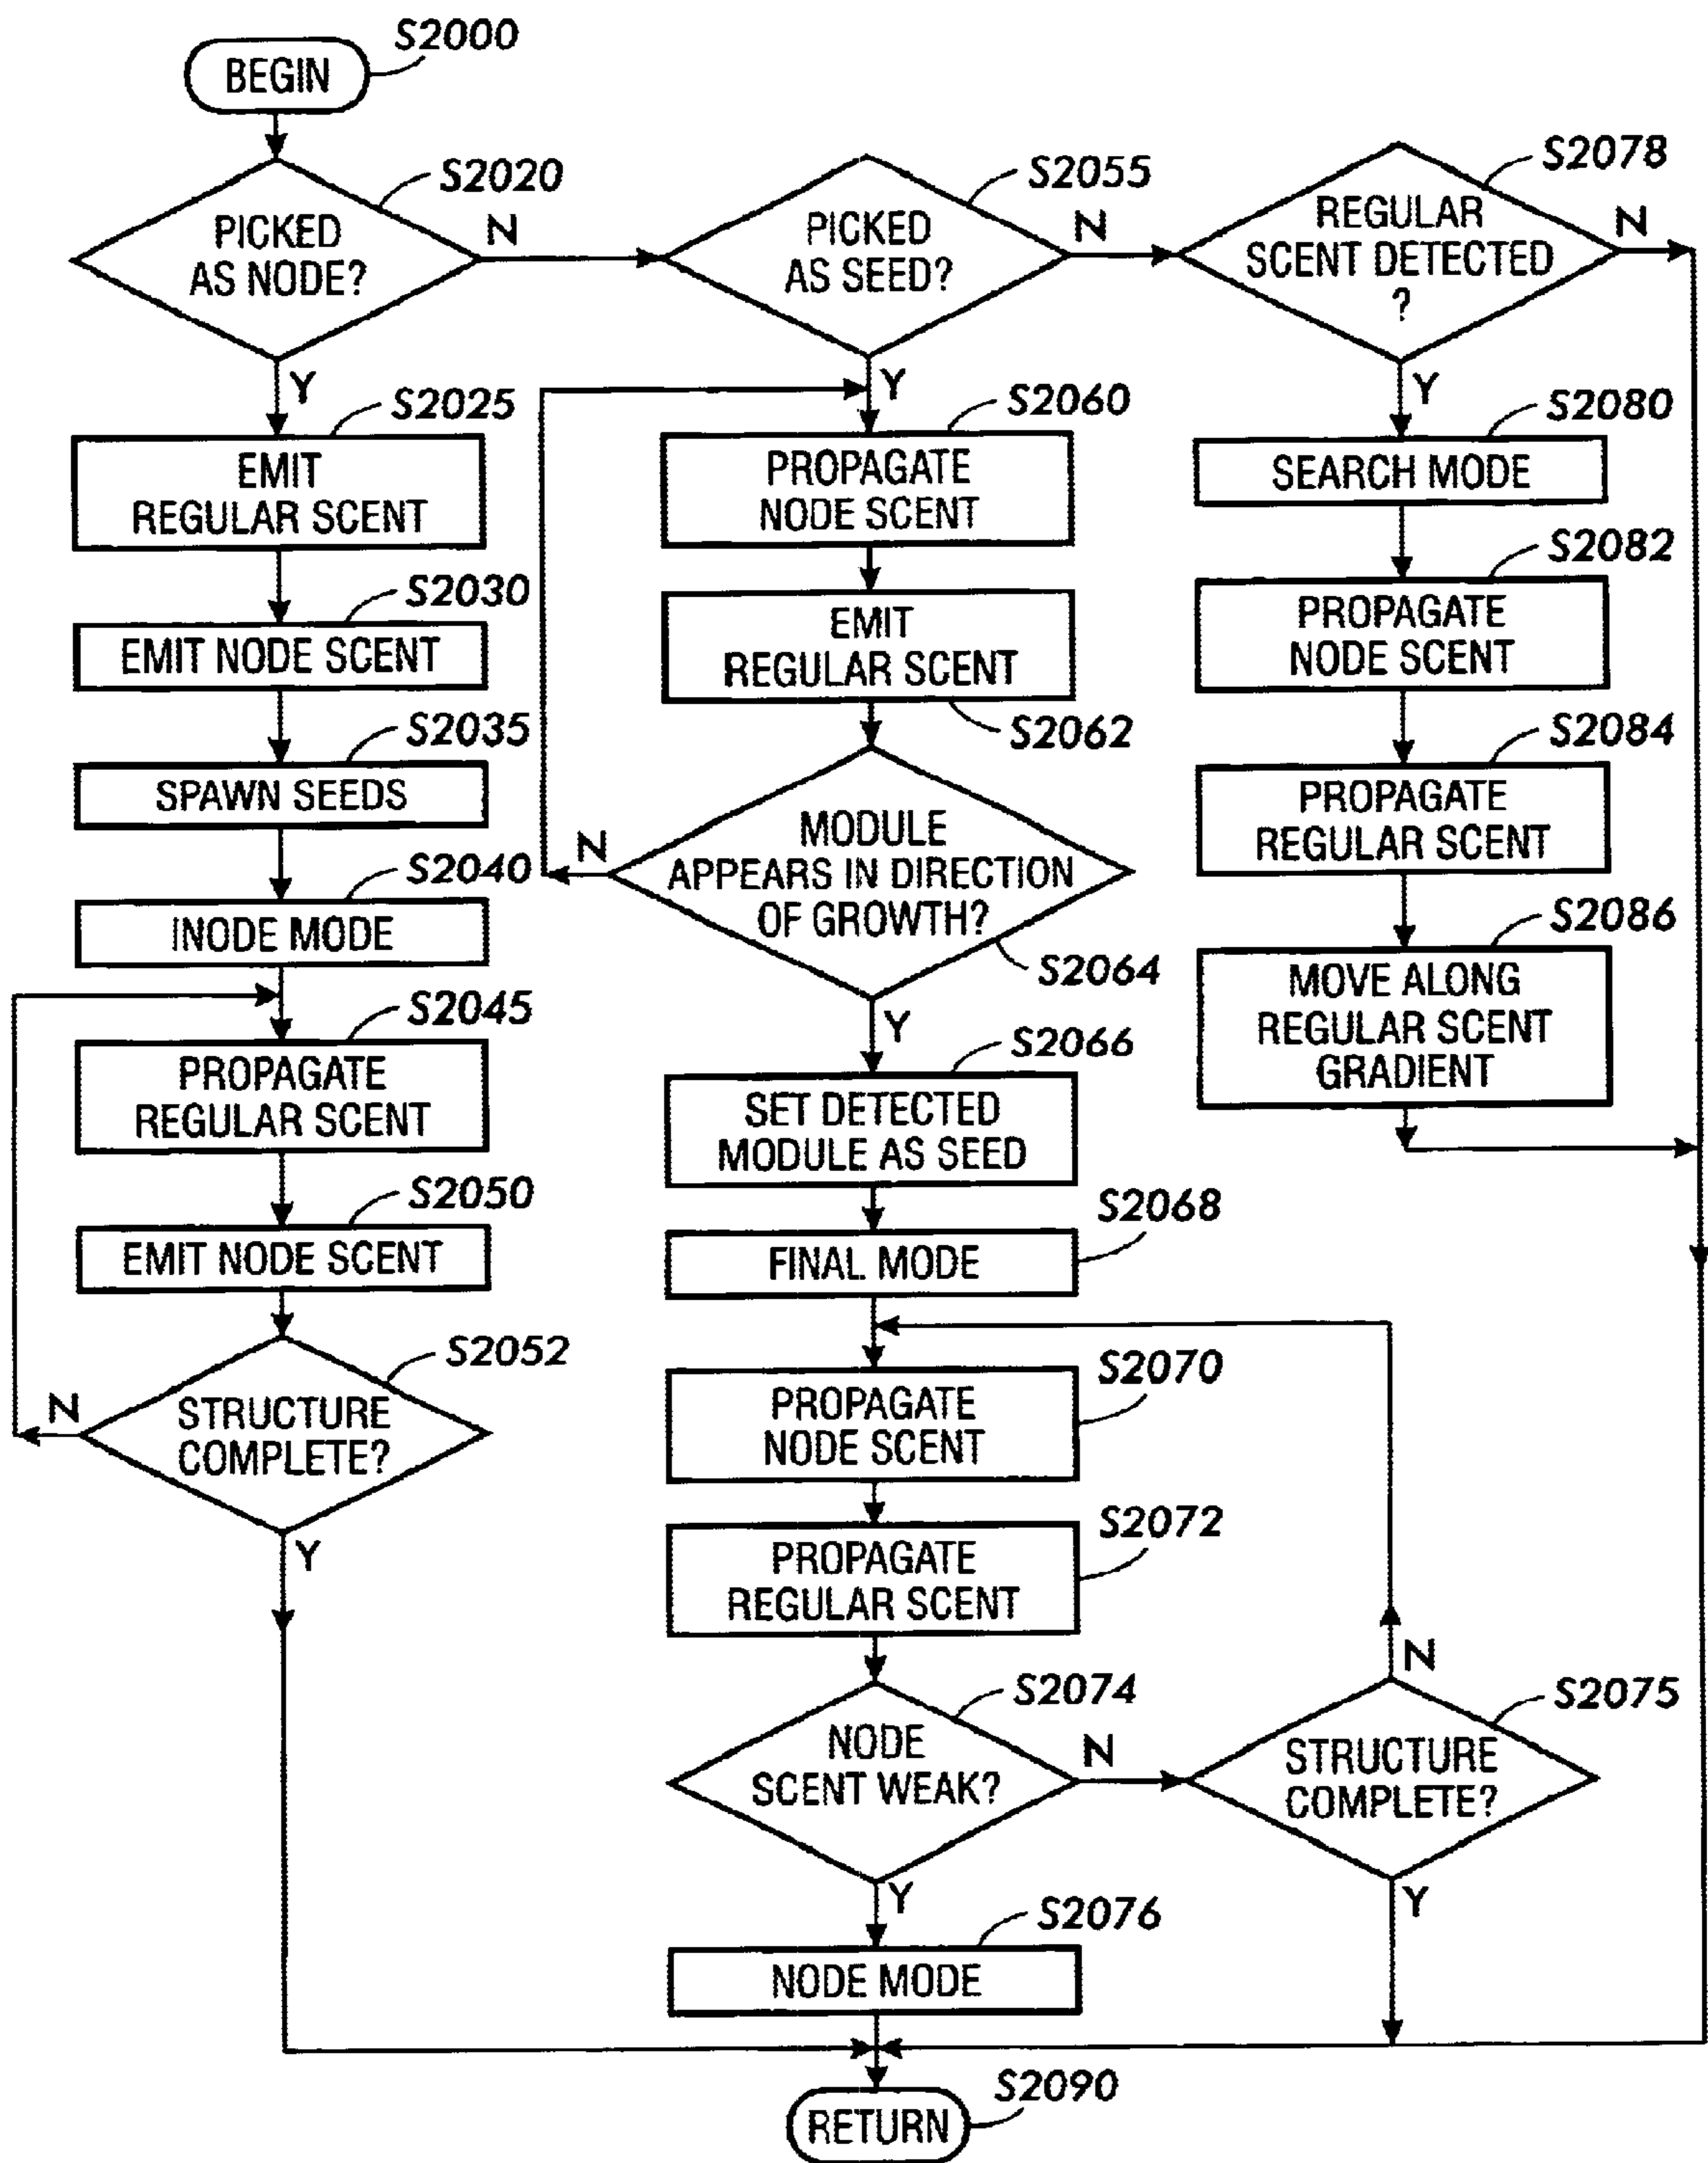 S2000
BEGIN
S2020
PICKED
AS NODE?
N
Y
S2025
EMIT
REGULAR SCENT
S2030
EMIT NODE SCENT
S2035
SPAWN SEEDS
S2040
INODE MODE
S2045
PROPAGATE
REGULAR SCENT
S2050
EMIT NODE SCENT
S2052
STRUCTURE
COMPLETE?
N
Y
S2055
PICKED
AS SEED?
N
Y
S2060
PROPAGATE
NODE SCENT
EMIT
REGULAR SCENT
S2062
MODULE
APPEARS IN DIRECTION
OF GROWTH?
N
S2064
Y
S2066
SET DETECTED
MODULE AS SEED
S2068
FINAL MODE
S2070
PROPAGATE
NODE SCENT
S2072
PROPAGATE
REGULAR SCENT
S2074
NODE
SCENT WEAK?
N
Y
S2075
STRUCTURE
COMPLETE?
N
Y
S2076
NODE MODE
S2078
REGULAR
SCENT DETECTED
?
N
Y
S2080
SEARCH MODE
S2082
PROPAGATE
NODE SCENT
S2084
PROPAGATE
REGULAR SCENT
S2086
MOVE ALONG
REGULAR SCENT
GRADIENT
S2090
RETURN